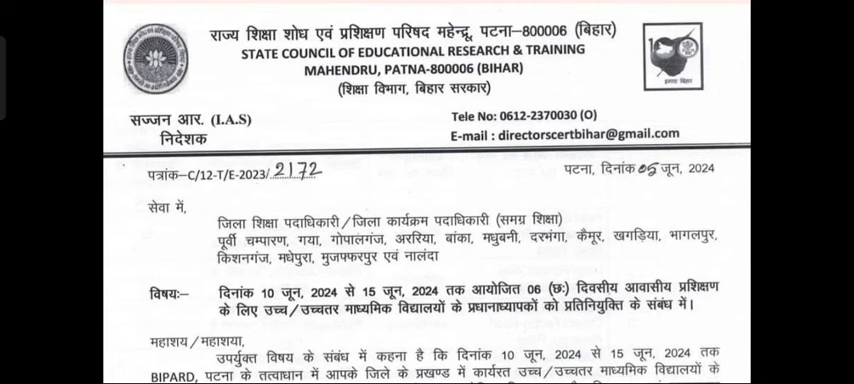 राज्य शिक्षा शोध एवं प्रशिक्षण परिषद महेन्द्रू, पटना–800006 (बिहार)
STATE COUNCIL OF EDUCATIONAL RESEARCH & TRAINING
MAHENDRU, PATNA-800006 (BIHAR)
(शिक्षा विभाग, बिहार सरकार)
सज्जन आर. (I.A.S)
निदेशक
Tele No: 0612-2370030 (O)
E-mail : directorscertbihar@gmail.com
पत्रांक–C/12-T/E-2023/ 2172
पटना, दिनांक 05 जून, 2024
सेवा में,
जिला शिक्षा पदाधिकारी/जिला कार्यक्रम पदाधिकारी (समग्र शिक्षा)
पूर्वी चम्पारण, गया, गोपालगंज, अररिया, बांका, मधुबनी, दरभंगा, कैमूर, खगड़िया, भागलपुर,
किशनगंज, मधेपुरा, मुजफ्फरपुर एवं नालंदा
विषयः– दिनांक 10 जून, 2024 से 15 जून, 2024 तक आयोजित 06 (छः) दिवसीय आवासीय प्रशिक्षण
के लिए उच्च/उच्चतर माध्यमिक विद्यालयों के प्रधानाध्यापकों को प्रतिनियुक्ति के संबंध में।
महाशय/महाशया,
उपर्युक्त विषय के संबंध में कहना है कि दिनांक 10 जून, 2024 से 15 जून, 2024 तक
BIPARD, पटना के तत्वाधान में आपके जिले के प्रखण्ड में कार्यरत उच्च/उच्चतर माध्यमिक विद्यालयों के